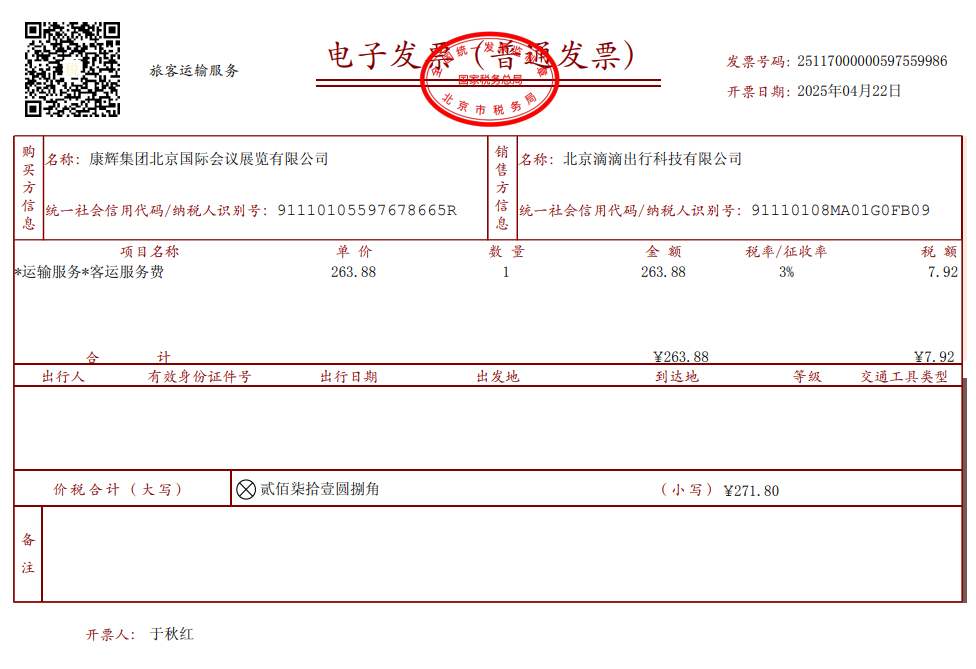 电子发票（普通发票）
全国统一发票监制章
国家税务总局
北京市税务局
旅客运输服务
发票号码：25117000000597559986
开票日期：2025年04月22日
购买方信息
名称：康辉集团北京国际会议展览有限公司
统一社会信用代码/纳税人识别号：91110105597678665R
销售方信息
名称：北京滴滴出行科技有限公司
统一社会信用代码/纳税人识别号：91110108MA01G0FB09
项目名称 单价 数量 金额 税率/征收率 税额
*运输服务*客运服务费 263.88 1 263.88 3% 7.92
合计 ¥263.88 ¥7.92
出行人 有效身份证件号 出行日期 出发地 到达地 等级 交通工具类型
价税合计（大写） ⊗贰佰柒拾壹圆捌角 （小写）¥271.80
备注
开票人： 于秋红